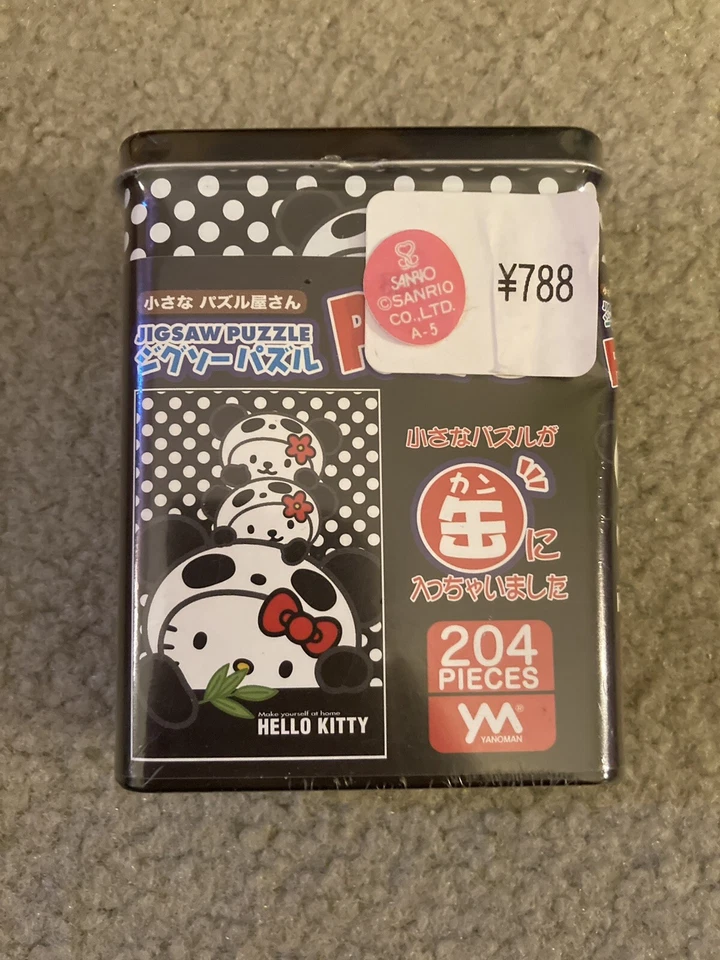 小さな パズル屋さん
JIGSAW PUZZLE
ジグソーパズル
SANRIO
©SANRIO
CO.,LTD.
A-5
¥788
小さなパズルが
カン
缶に
入っちゃいました
204
PIECES
YM®
YANOMAN
Make yourself at home
HELLO KITTY